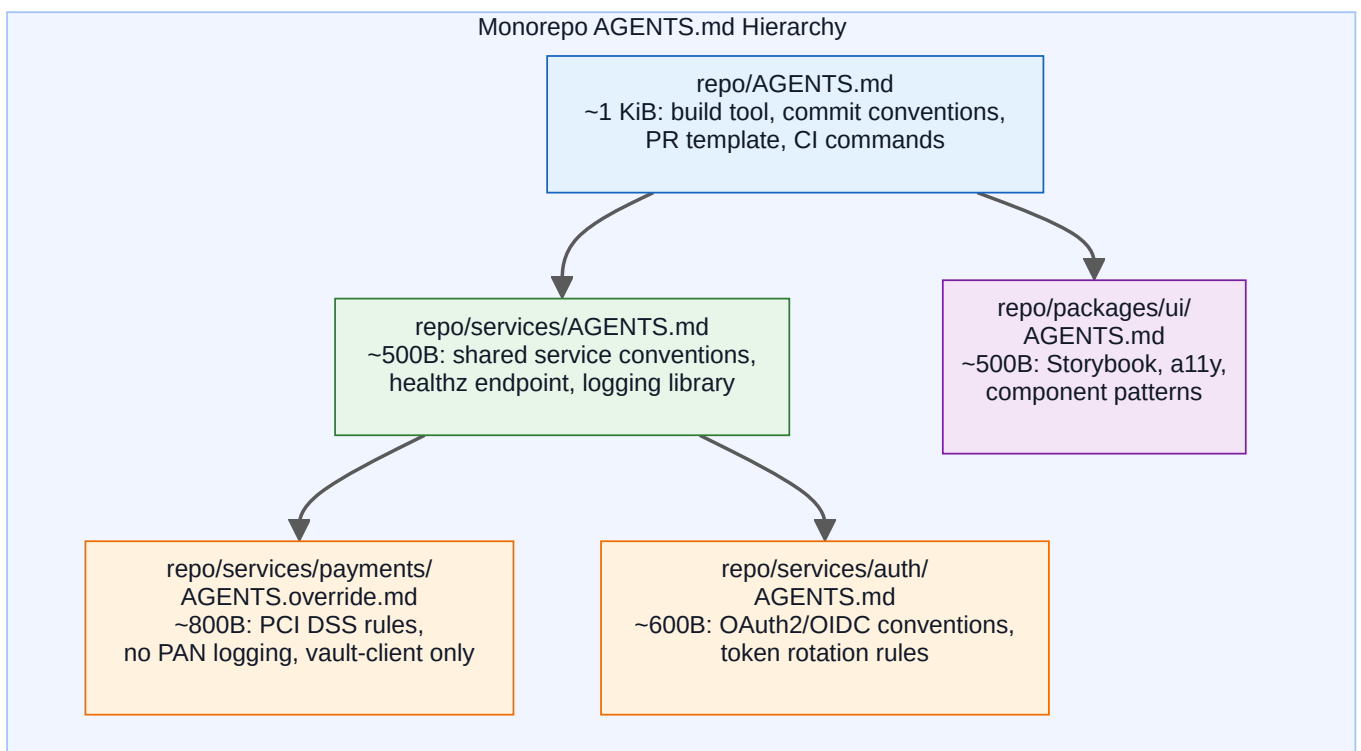 Monorepo AGENTS.md Hierarchy
repo/AGENTS.md
~1 KiB: build tool, commit conventions,
PR template, CI commands
repo/services/AGENTS.md
~500B: shared service conventions,
healthz endpoint, logging library
repo/packages/ui/
AGENTS.md
~500B: Storybook, a11y,
component patterns
repo/services/payments/
AGENTS.override.md
~800B: PCI DSS rules,
no PAN logging, vault-client only
repo/services/auth/
AGENTS.md
~600B: OAuth2/OIDC conventions,
token rotation rules